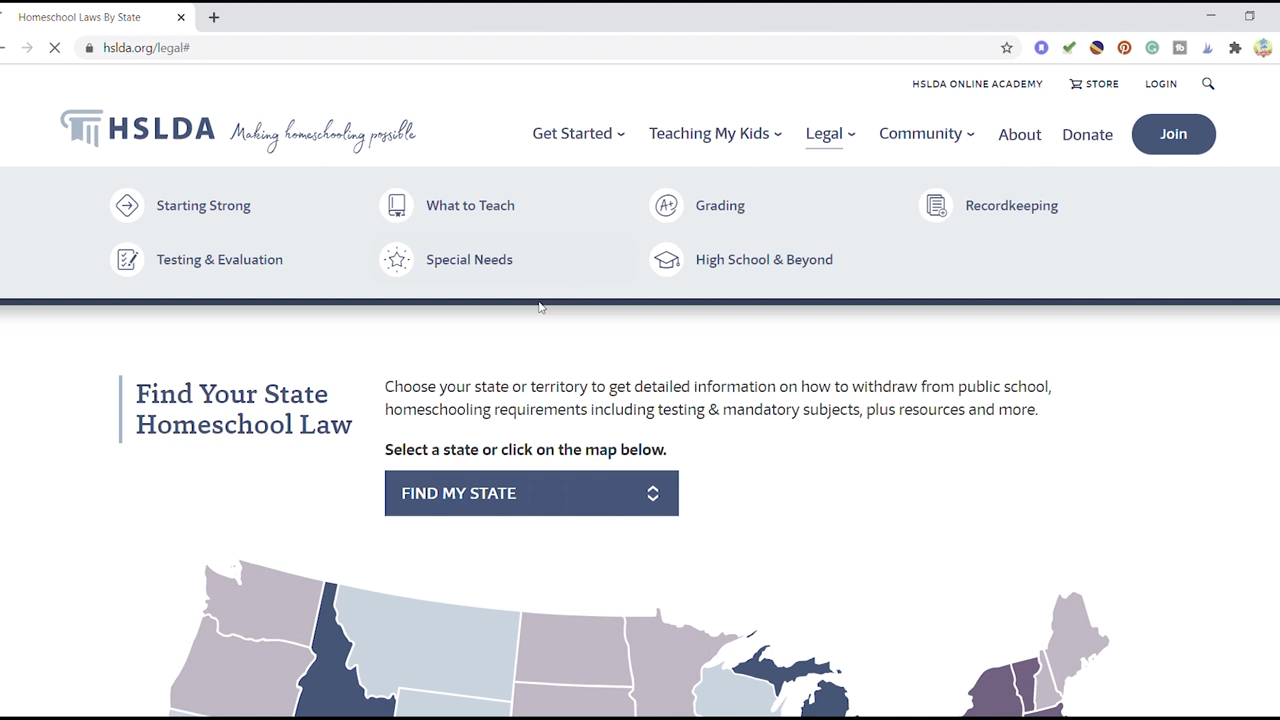 Homeschool Laws By State
hslda.org/legal#
HSLDA ONLINE ACADEMY STORE LOGIN
HSLDA Making homeschooling possible
Get Started Teaching My Kids Legal Community About Donate Join
Starting Strong What to Teach Grading Recordkeeping
A+
Testing & Evaluation Special Needs High School & Beyond
Find Your State
Homeschool Law
Choose your state or territory to get detailed information on how to withdraw from public school,
homeschooling requirements including testing & mandatory subjects, plus resources and more.
Select a state or click on the map below.
FIND MY STATE